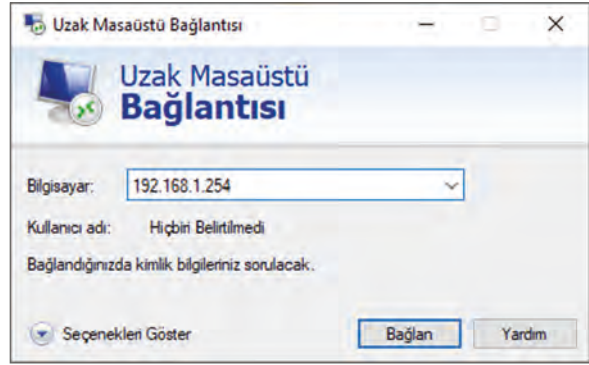 Uzak Masaüstü Bağlantısı
Uzak Masaüstü
Bağlantısı
Bilgisayar: 192.168.1.254
Kullanıcı adı: Hiçbiri Belirtilmedi
Bağlandığınızda kimlik bilgileriniz sorulacak.
Seçenekleri Göster Bağlan Yardım